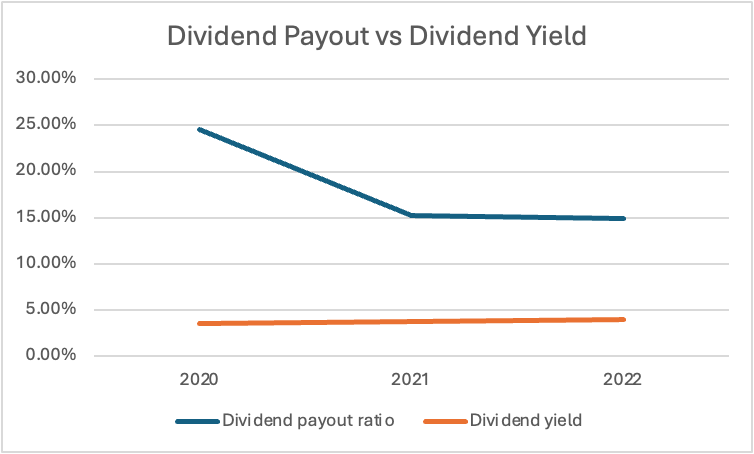 Dividend Payout vs Dividend Yield
30.00%
25.00%
20.00%
15.00%
10.00%
5.00%
0.00%
2020 2021 2022
Dividend payout ratio Dividend yield